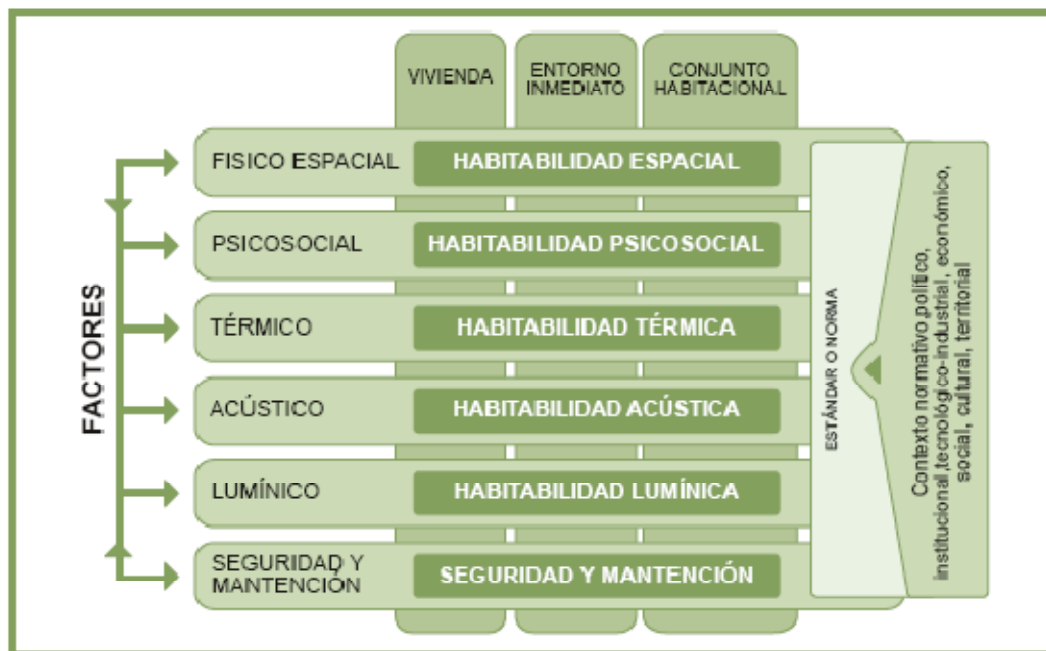 VIVIENDA
ENTORNO
INMEDIATO
CONJUNTO
HABITACIONAL
FACTORES
FISICO ESPACIAL
HABITABILIDAD ESPACIAL
PSICOSOCIAL
HABITABILIDAD PSICOSOCIAL
TÉRMICO
HABITABILIDAD TÉRMICA
ACÚSTICO
HABITABILIDAD ACÚSTICA
LUMÍNICO
HABITABILIDAD LUMÍNICA
SEGURIDAD Y
MANTENCIÓN
SEGURIDAD Y MANTENCIÓN
ESTÁNDAR O NORMA
Contexto normativo político,
institucional,tecnológico-industrial, económico,
social, cultural, territorial